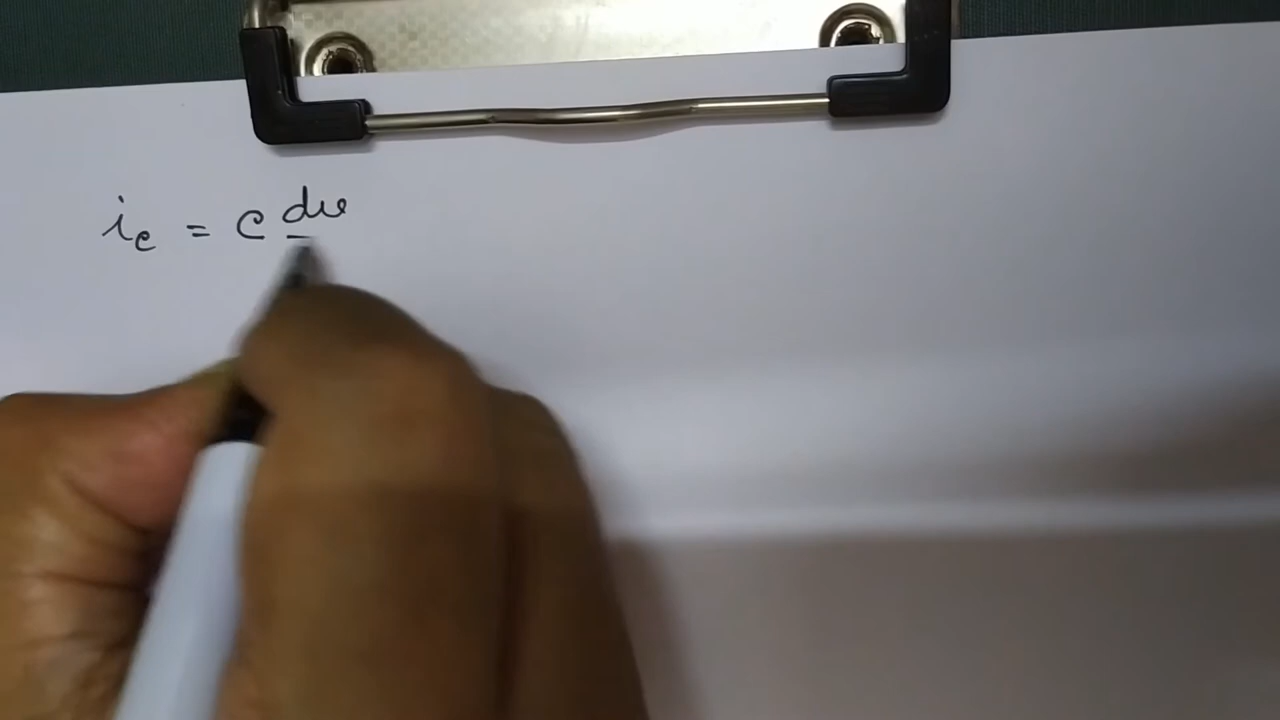 i_c = c dv